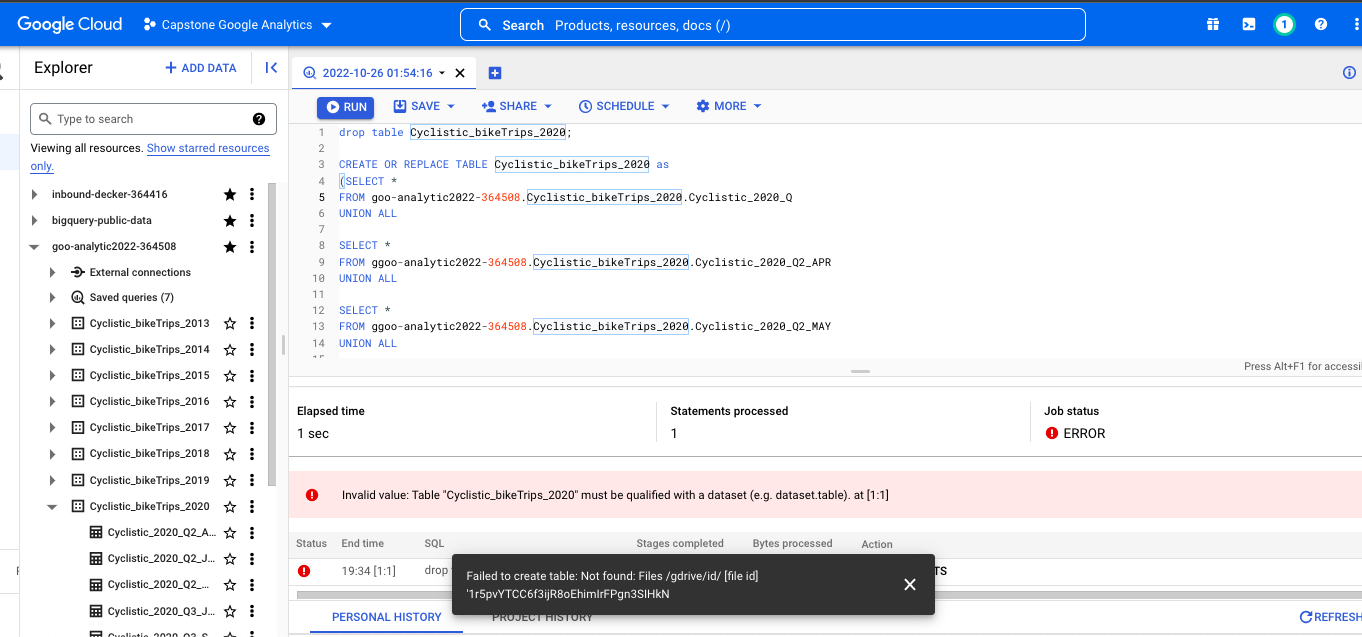 Google Cloud
Capstone Google Analytics
Search Products, resources, docs (/)
1
?
Explorer
+ ADD DATA
2022-10-26 01:54:16
RUN
SAVE
SHARE
SCHEDULE
MORE
Type to search
?
Viewing all resources. Show starred resources
only.
inbound-decker-364416
bigquery-public-data
goo-analytic2022-364508
External connections
Saved queries (7)
Cyclistic_bikeTrips_2013
Cyclistic_bikeTrips_2014
Cyclistic_bikeTrips_2015
Cyclistic_bikeTrips_2016
Cyclistic_bikeTrips_2017
Cyclistic_bikeTrips_2018
Cyclistic_bikeTrips_2019
Cyclistic_bikeTrips_2020
Cyclistic_2020_Q2_A...
Cyclistic_2020_Q2_J...
Cyclistic_2020_Q2_...
Cyclistic_2020_Q3_J...
Cyclistic_2020_Q3_S...
1 drop table Cyclistic_bikeTrips_2020;
2
3 CREATE OR REPLACE TABLE Cyclistic_bikeTrips_2020 as
4 (SELECT *
5 FROM goo-analytic2022-364508.Cyclistic_bikeTrips_2020.Cyclistic_2020_Q
6 UNION ALL
7
8 SELECT *
9 FROM ggoo-analytic2022-364508.Cyclistic_bikeTrips_2020.Cyclistic_2020_Q2_APR
10 UNION ALL
11
12 SELECT *
13 FROM ggoo-analytic2022-364508.Cyclistic_bikeTrips_2020.Cyclistic_2020_Q2_MAY
14 UNION ALL
15
Press Alt+F1 for accessi
Elapsed time
1 sec
Statements processed
1
Job status
ERROR
Invalid value: Table "Cyclistic_bikeTrips_2020" must be qualified with a dataset (e.g. dataset.table). at [1:1]
Status End time SQL Stages completed Bytes processed Action
19:34 [1:1] drop
TS
Failed to create table: Not found: Files /gdrive/id/ [file id]
'1r5pvYTCC6f3ijR8oEhimIrFPgn3SlHkN
PERSONAL HISTORY
PROJECT HISTORY
REFRESH